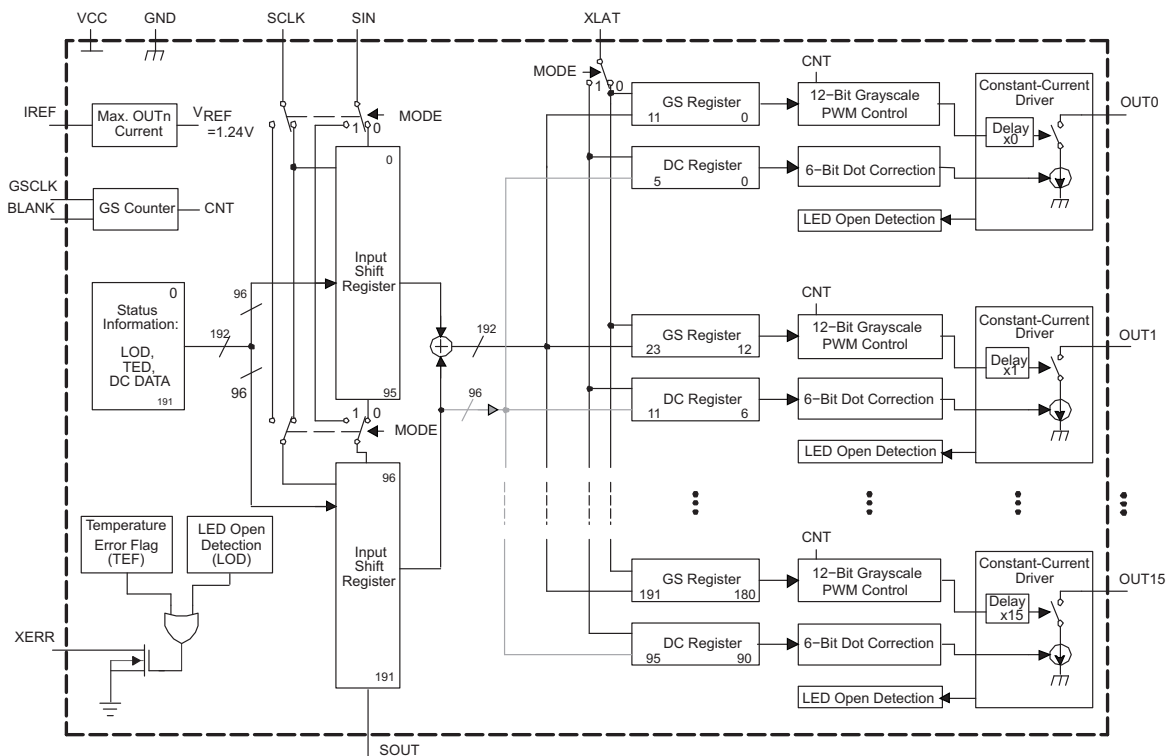 VCC
GND
SCLK
SIN
XLAT
CNT
MODE
1 0
IREF
Max. OUTn
Current
VREF
=1.24V
MODE
1 0
GS Register
11 0
12−Bit Grayscale
PWM Control
Constant-Current
Driver
Delay
x0
OUT0
DC Register
5 0
6−Bit Dot Correction
LED Open Detection
GSCLK
BLANK
GS Counter
CNT
0
Input
Shift
Register
95
0
Status
Information:
LOD,
TED,
DC DATA
191
192
96
96
192
96
1 0
MODE
CNT
GS Register
23 12
12−Bit Grayscale
PWM Control
Constant-Current
Driver
Delay
x1
OUT1
DC Register
11 6
6−Bit Dot Correction
LED Open Detection
96
Input
Shift
Register
191
Temperature
Error Flag
(TEF)
LED Open
Detection
(LOD)
XERR
CNT
GS Register
191 180
12−Bit Grayscale
PWM Control
Constant-Current
Driver
Delay
x15
OUT15
DC Register
95 90
6−Bit Dot Correction
LED Open Detection
SOUT